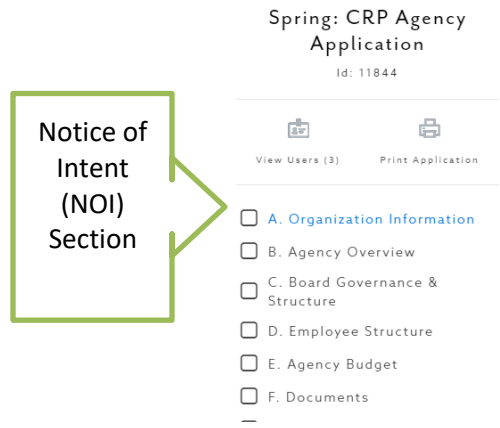 Spring: CRP Agency
Application
Id: 11844
View Users (3)
Print Application
Notice of
Intent
(NOI)
Section
A. Organization Information
B. Agency Overview
C. Board Governance &
Structure
D. Employee Structure
E. Agency Budget
F. Documents